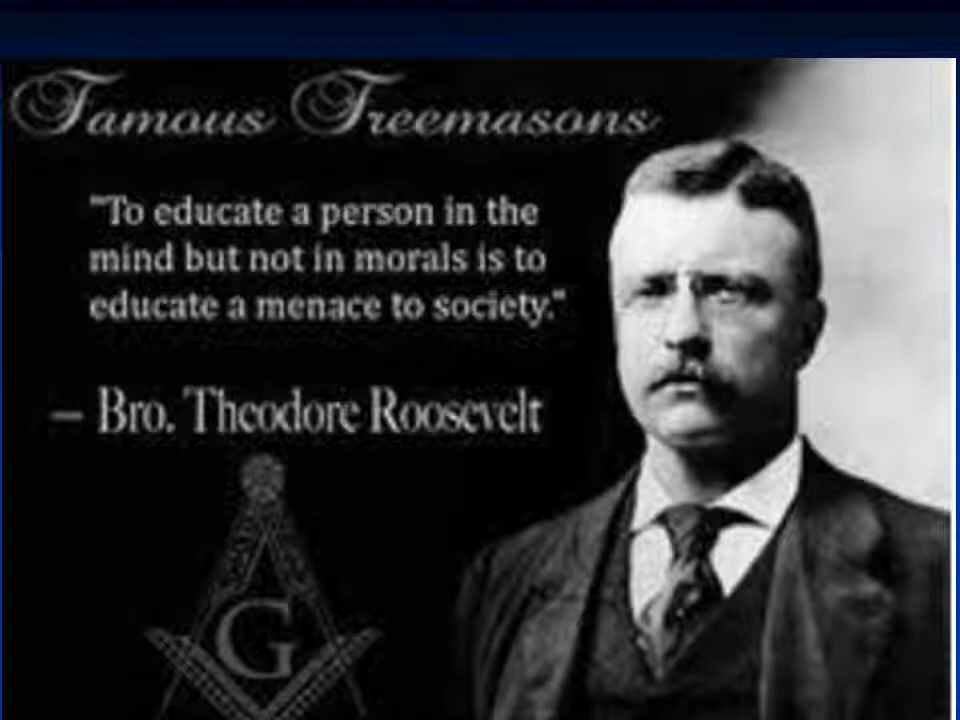 Famous Freemasons
"To educate a person in the
mind but not in morals is to
educate a menace to society."
– Bro. Theodore Roosevelt
G